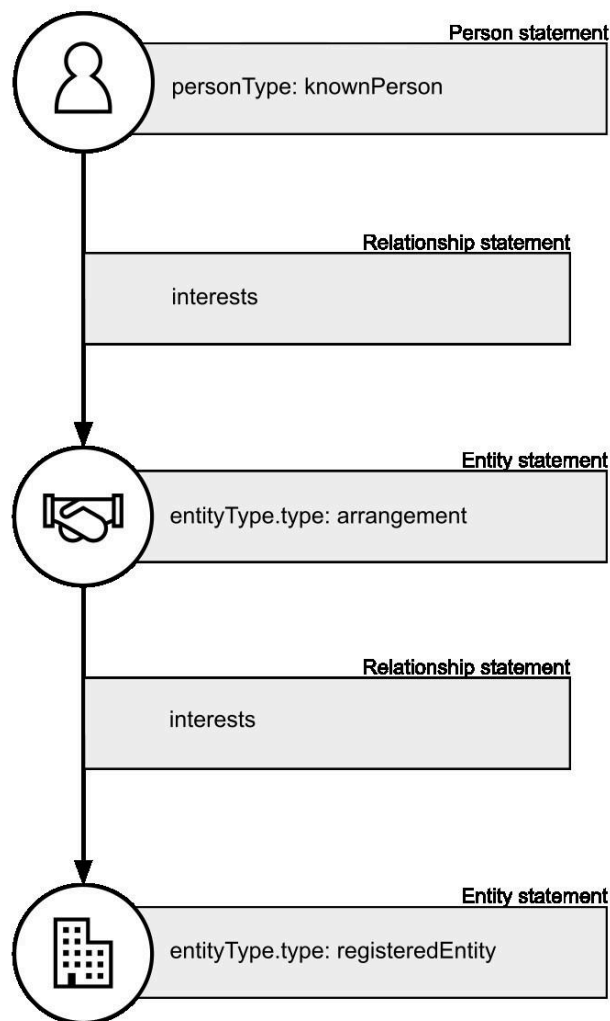 Person statement
personType: knownPerson
Relationship statement
interests
Entity statement
entityType.type: arrangement
Relationship statement
interests
Entity statement
entityType.type: registeredEntity